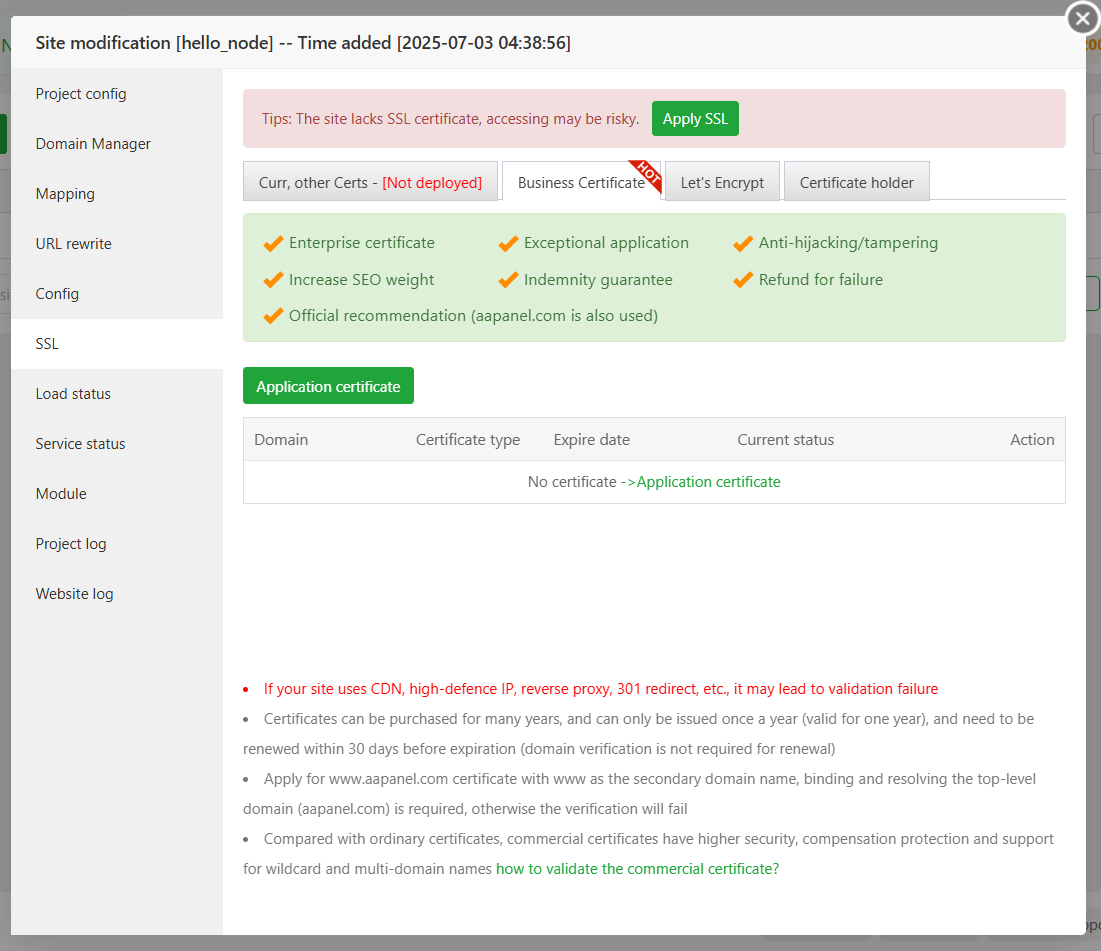 Site modification [hello_node] -- Time added [2025-07-03 04:38:56]
Project config
Domain Manager
Mapping
URL rewrite
Config
SSL
Load status
Service status
Module
Project log
Website log
Tips: The site lacks SSL certificate, accessing may be risky. Apply SSL
Curr, other Certs - [Not deployed] Business Certificate HOT Let's Encrypt Certificate holder
Enterprise certificate Exceptional application Anti-hijacking/tampering
Increase SEO weight Indemnity guarantee Refund for failure
Official recommendation (aapanel.com is also used)
Application certificate
Domain Certificate type Expire date Current status Action
No certificate ->Application certificate
If your site uses CDN, high-defence IP, reverse proxy, 301 redirect, etc., it may lead to validation failure
Certificates can be purchased for many years, and can only be issued once a year (valid for one year), and need to be
renewed within 30 days before expiration (domain verification is not required for renewal)
Apply for www.aapanel.com certificate with www as the secondary domain name, binding and resolving the top-level
domain (aapanel.com) is required, otherwise the verification will fail
Compared with ordinary certificates, commercial certificates have higher security, compensation protection and support
for wildcard and multi-domain names how to validate the commercial certificate?